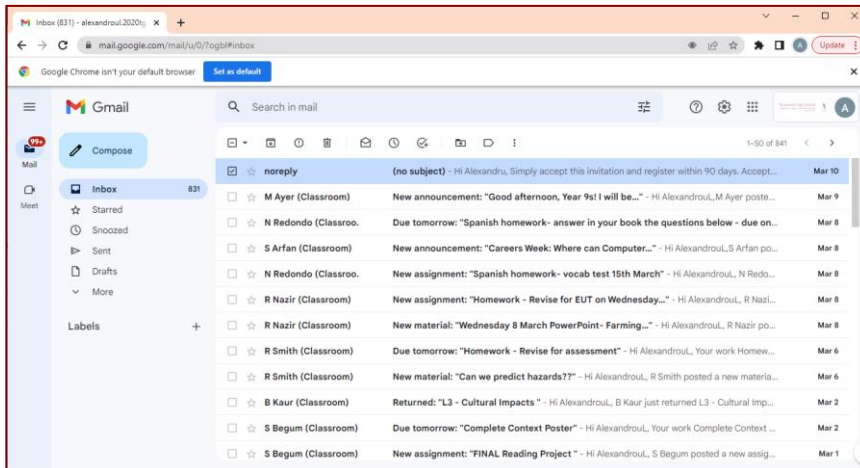 Inbox (831) - alexandroul.2020
mail.google.com/mail/u/0/?ogbl#inbox
Update
Google Chrome isn't your default browser Set as default
Gmail
Search in mail
A
99+
Mail
Meet
Compose
Inbox 831
Starred
Snoozed
Sent
Drafts
More
Labels +
1–50 of 841
noreply (no subject) - Hi Alexandru, Simply accept this invitation and register within 90 days. Accept... Mar 10
M Ayer (Classroom) New announcement: "Good afternoon, Year 9s! I will be..." - Hi AlexandrouL,M Ayer poste... Mar 9
N Redondo (Classroo. Due tomorrow: "Spanish homework- answer in your book the questions below - due on... Mar 8
S Arfan (Classroom) New announcement: "Careers Week: Where can Computer..." - Hi AlexandrouL,S Arfan po... Mar 8
N Redondo (Classroo. New assignment: "Spanish homework- vocab test 15th March" - Hi AlexandrouL, N Redo... Mar 8
R Nazir (Classroom) New assignment: "Homework - Revise for EUT on Wednesday..." - Hi AlexandrouL, R Nazi... Mar 8
R Nazir (Classroom) New material: "Wednesday 8 March PowerPoint- Farming..." - Hi AlexandrouL, R Nazir po... Mar 8
R Smith (Classroom) Due tomorrow: "Homework - Revise for assessment" - Hi AlexandrouL, Your work Homew... Mar 6
R Smith (Classroom) New material: "Can we predict hazards??" - Hi AlexandrouL, R Smith posted a new materia... Mar 6
B Kaur (Classroom) Returned: "L3 - Cultural Impacts " - Hi AlexandrouL, B Kaur just returned L3 - Cultural Imp... Mar 2
S Begum (Classroom) Due tomorrow: "Complete Context Poster" - Hi AlexandrouL, Your work Complete Context ... Mar 2
S Begum (Classroom) New assignment: "FINAL Reading Project " - Hi AlexandrouL, S Begum posted a new assig... Mar 1